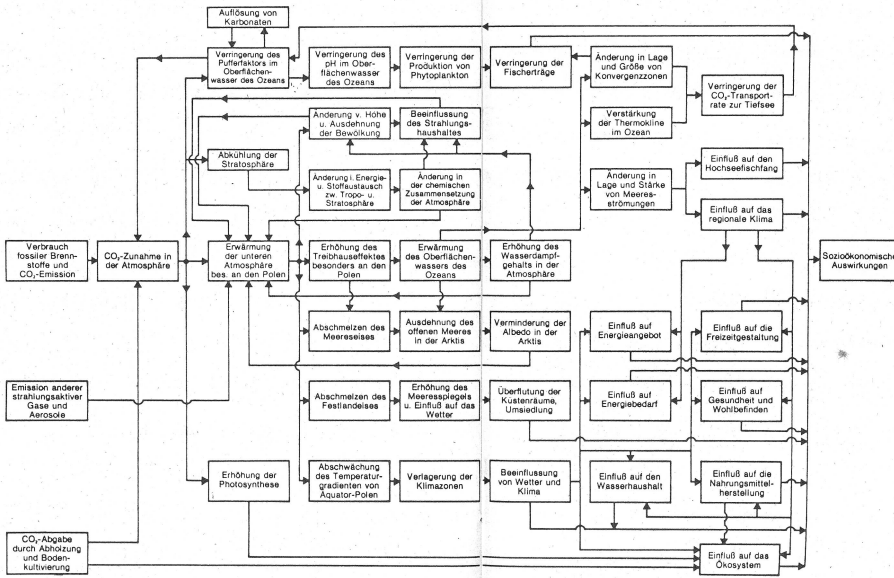 Auflösung von
Karbonaten
Verringerung des
Pufferfaktors im
Oberflächen-
wasser des Ozeans
Verringerung des
pH im Ober-
flächenwasser
des Ozeans
Verringerung der
Produktion von
Phytoplankton
Verringerung der
Fischerträge
Änderung in Lage
und Größe von
Konvergenzzonen
Verringerung der
CO₂-Transport-
rate zur Tiefsee
Änderung v. Höhe
u. Ausdehnung der
Bewölkung
Beeinflussung
des Strahlungs-
haushaltes
Verstärkung
der Thermokline
im Ozean
Abkühlung der
Stratosphäre
Änderung i. Energie-
u. Stoffaustausch
zw. Tropo- u.
Stratosphäre
Änderung in
der chemischen
Zusammensetzung
der Atmosphäre
Änderung in
Lage und Stärke
von Meeres-
strömungen
Einfluß auf den
Hochseefischfang
Einfluß auf das
regionale Klima
Verbrauch
fossiler Brenn-
stoffe und
CO₂-Emission
CO₂-Zunahme in
der Atmosphäre
Erwärmung
der unteren
Atmosphäre
bes. an den Polen
Erhöhung des
Treibhauseffektes
besonders an den
Polen
Erwärmung
des Oberflächen-
wassers des
Ozeans
Erhöhung des
Wasserdampf-
gehalts in der
Atmosphäre
Sozioökonomische
Auswirkungen
Abschmelzen des
Meereseises
Ausdehnung des
offenen Meeres
in der Arktis
Verminderung der
Albedo in der
Arktis
Einfluß auf
Energieangebot
Einfluß auf die
Freizeitgestaltung
Emission anderer
strahlungsaktiver
Gase und
Aerosole
Abschmelzen des
Festlandeises
Erhöhung des
Meeresspiegels
u. Einfluß auf das
Wetter
Überflutung der
Küstenräume,
Umsiedlung
Einfluß auf
Energiebedarf
Einfluß auf
Gesundheit und
Wohlbefinden
Erhöhung der
Photosynthese
Abschwächung
des Temperatur-
gradienten von
Äquator-Polen
Verlagerung der
Klimazonen
Beeinflussung
von Wetter und
Klima
Einfluß auf den
Wasserhaushalt
Einfluß auf die
Nahrungsmittel-
herstellung
CO₂-Abgabe
durch Abholzung
und Boden-
kultivierung
Einfluß auf das
Ökosystem